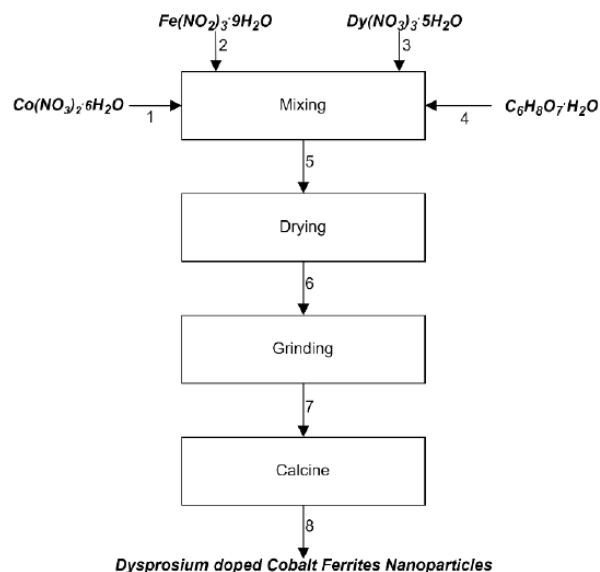 Fe(NO₂)₃·9H₂O
Dy(NO₃)₃·5H₂O
2
3
Co(NO₃)₂·6H₂O
1
Mixing
4
C₆H₈O₇·H₂O
5
Drying
6
Grinding
7
Calcine
8
Dysprosium doped Cobalt Ferrites Nanoparticles